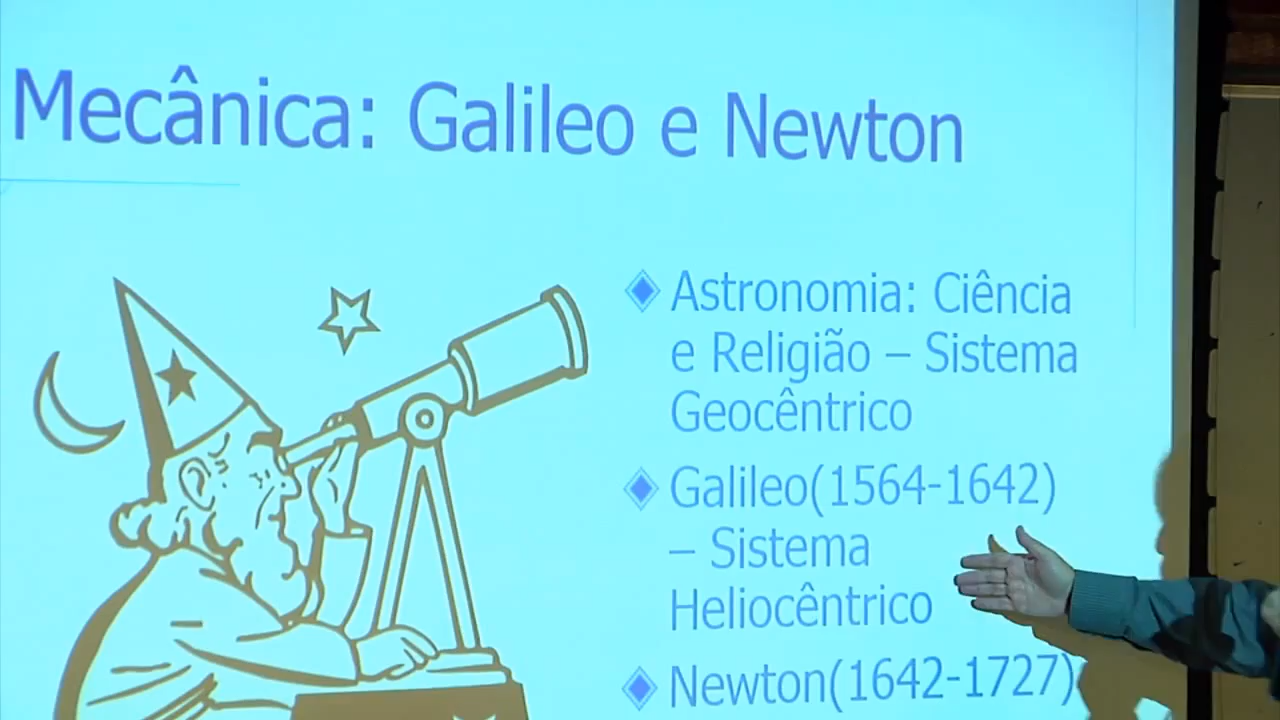 Mecânica: Galileo e Newton
Astronomia: Ciência
e Religião – Sistema
Geocêntrico
Galileo(1564-1642)
– Sistema
Heliocêntrico
Newton(1642-1727)